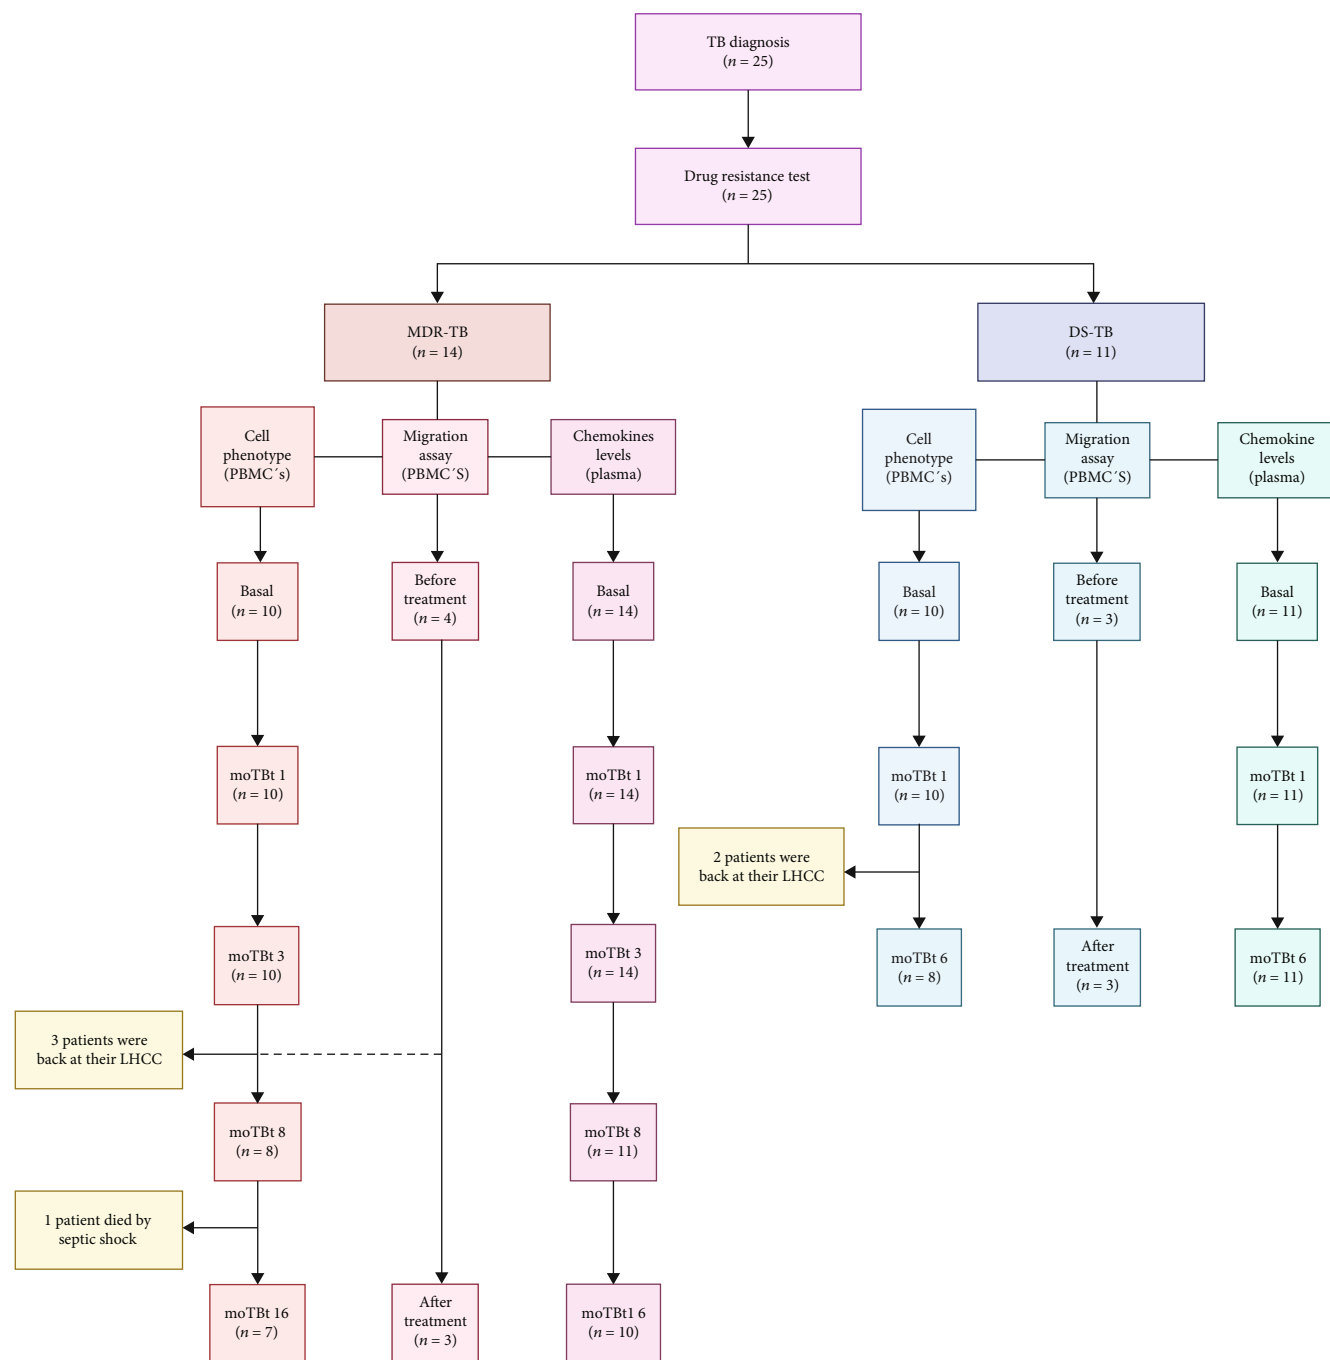 TB diagnosis
(n = 25)
Drug resistance test
(n = 25)
MDR-TB
(n = 14)
DS-TB
(n = 11)
Cell
phenotype
(PBMC´s)
Migration
assay
(PBMC´S)
Chemokines
levels
(plasma)
Cell
phenotype
(PBMC´s)
Migration
assay
(PBMC´S)
Chemokine
levels
(plasma)
Basal
(n = 10)
Before
treatment
(n = 4)
Basal
(n = 14)
Basal
(n = 10)
Before
treatment
(n = 3)
Basal
(n = 11)
moTBt 1
(n = 10)
moTBt 1
(n = 14)
moTBt 1
(n = 10)
moTBt 1
(n = 11)
2 patients were
back at their LHCC
moTBt 3
(n = 10)
moTBt 3
(n = 14)
moTBt 6
(n = 8)
After
treatment
(n = 3)
moTBt 6
(n = 11)
3 patients were
back at their LHCC
moTBt 8
(n = 8)
moTBt 8
(n = 11)
1 patient died by
septic shock
moTBt 16
(n = 7)
After
treatment
(n = 3)
moTBt1 6
(n = 10)